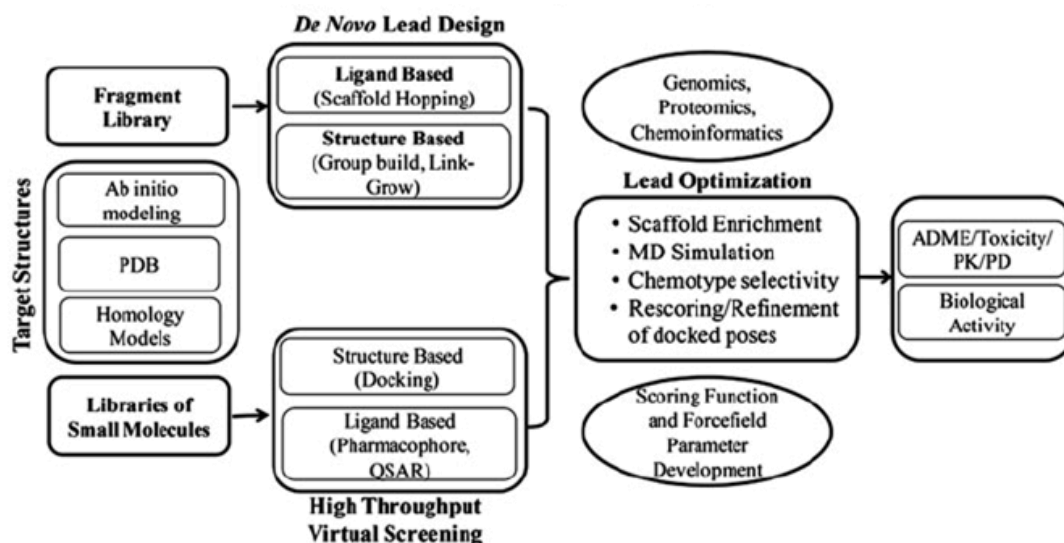 De Novo Lead Design
Fragment
Library
Ligand Based
(Scaffold Hopping)
Structure Based
(Group build, Link-
Grow)
Target Structures
Ab initio
modeling
PDB
Homology
Models
Libraries of
Small Molecules
Structure Based
(Docking)
Ligand Based
(Pharmacophore,
QSAR)
High Throughput
Virtual Screening
Genomics,
Proteomics,
Chemoinformatics
Lead Optimization
• Scaffold Enrichment
• MD Simulation
• Chemotype selectivity
• Rescoring/Refinement
of docked poses
Scoring Function
and Forcefield
Parameter
Development
ADME/Toxicity/
PK/PD
Biological
Activity